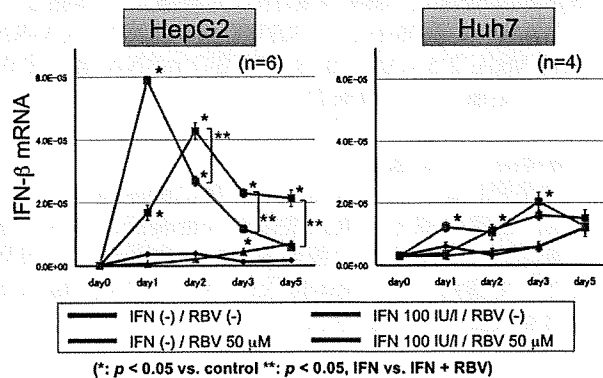 HepG2
Huh7
(n=6)
(n=4)
IFN-β mRNA
8.0E-05
4.0E-05
2.0E-05
0.0E+00
day0 day1 day2 day3 day5
6.0E-05
4.0E-05
2.0E-05
0.0E+00
day0 day1 day2 day3 day5
* * ** * * * ** * ** *
* * *
IFN (-) / RBV (-)
IFN 100 IU/l / RBV (-)
IFN (-) / RBV 50 μM
IFN 100 IU/l / RBV 50 μM
(*: p < 0.05 vs. control **: p < 0.05, IFN vs. IFN + RBV)